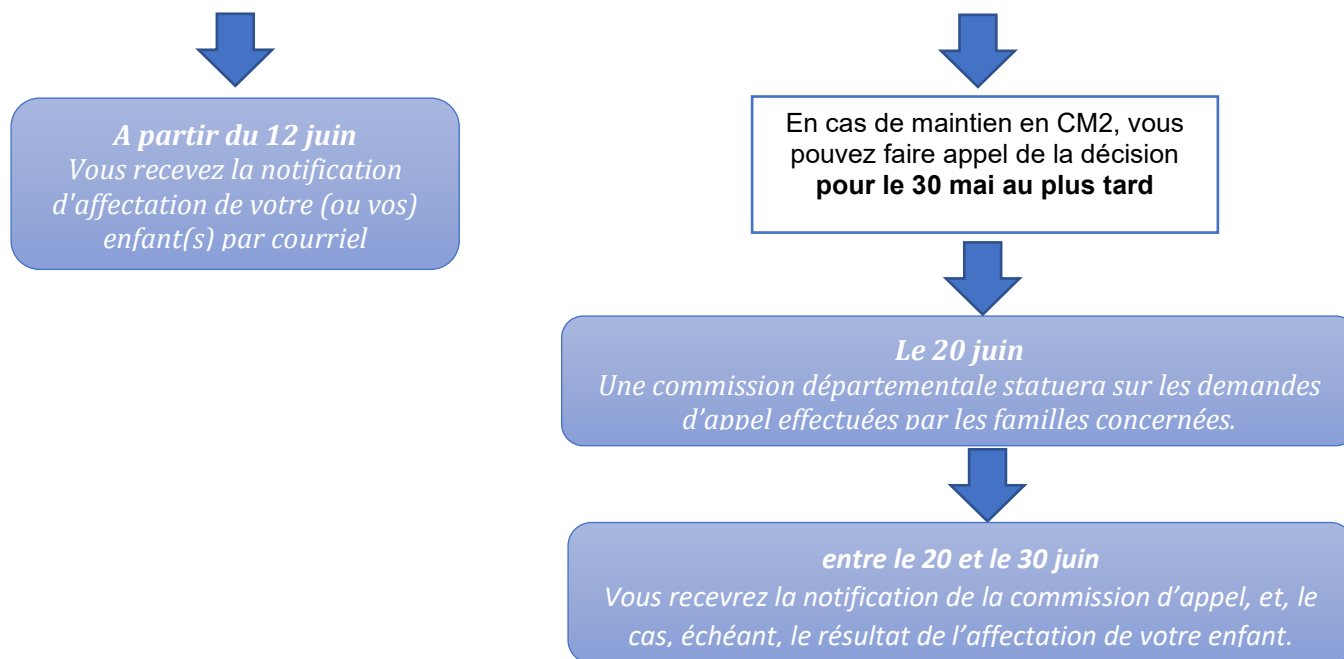 A partir du 12 juin
Vous recevez la notification
d'affectation de votre (ou vos)
enfant(s) par courriel
En cas de maintien en CM2, vous
pouvez faire appel de la décision
pour le 30 mai au plus tard
Le 20 juin
Une commission départementale statuera sur les demandes
d’appel effectuées par les familles concernées.
entre le 20 et le 30 juin
Vous recevrez la notification de la commission d’appel, et, le
cas, échéant, le résultat de l’affectation de votre enfant.